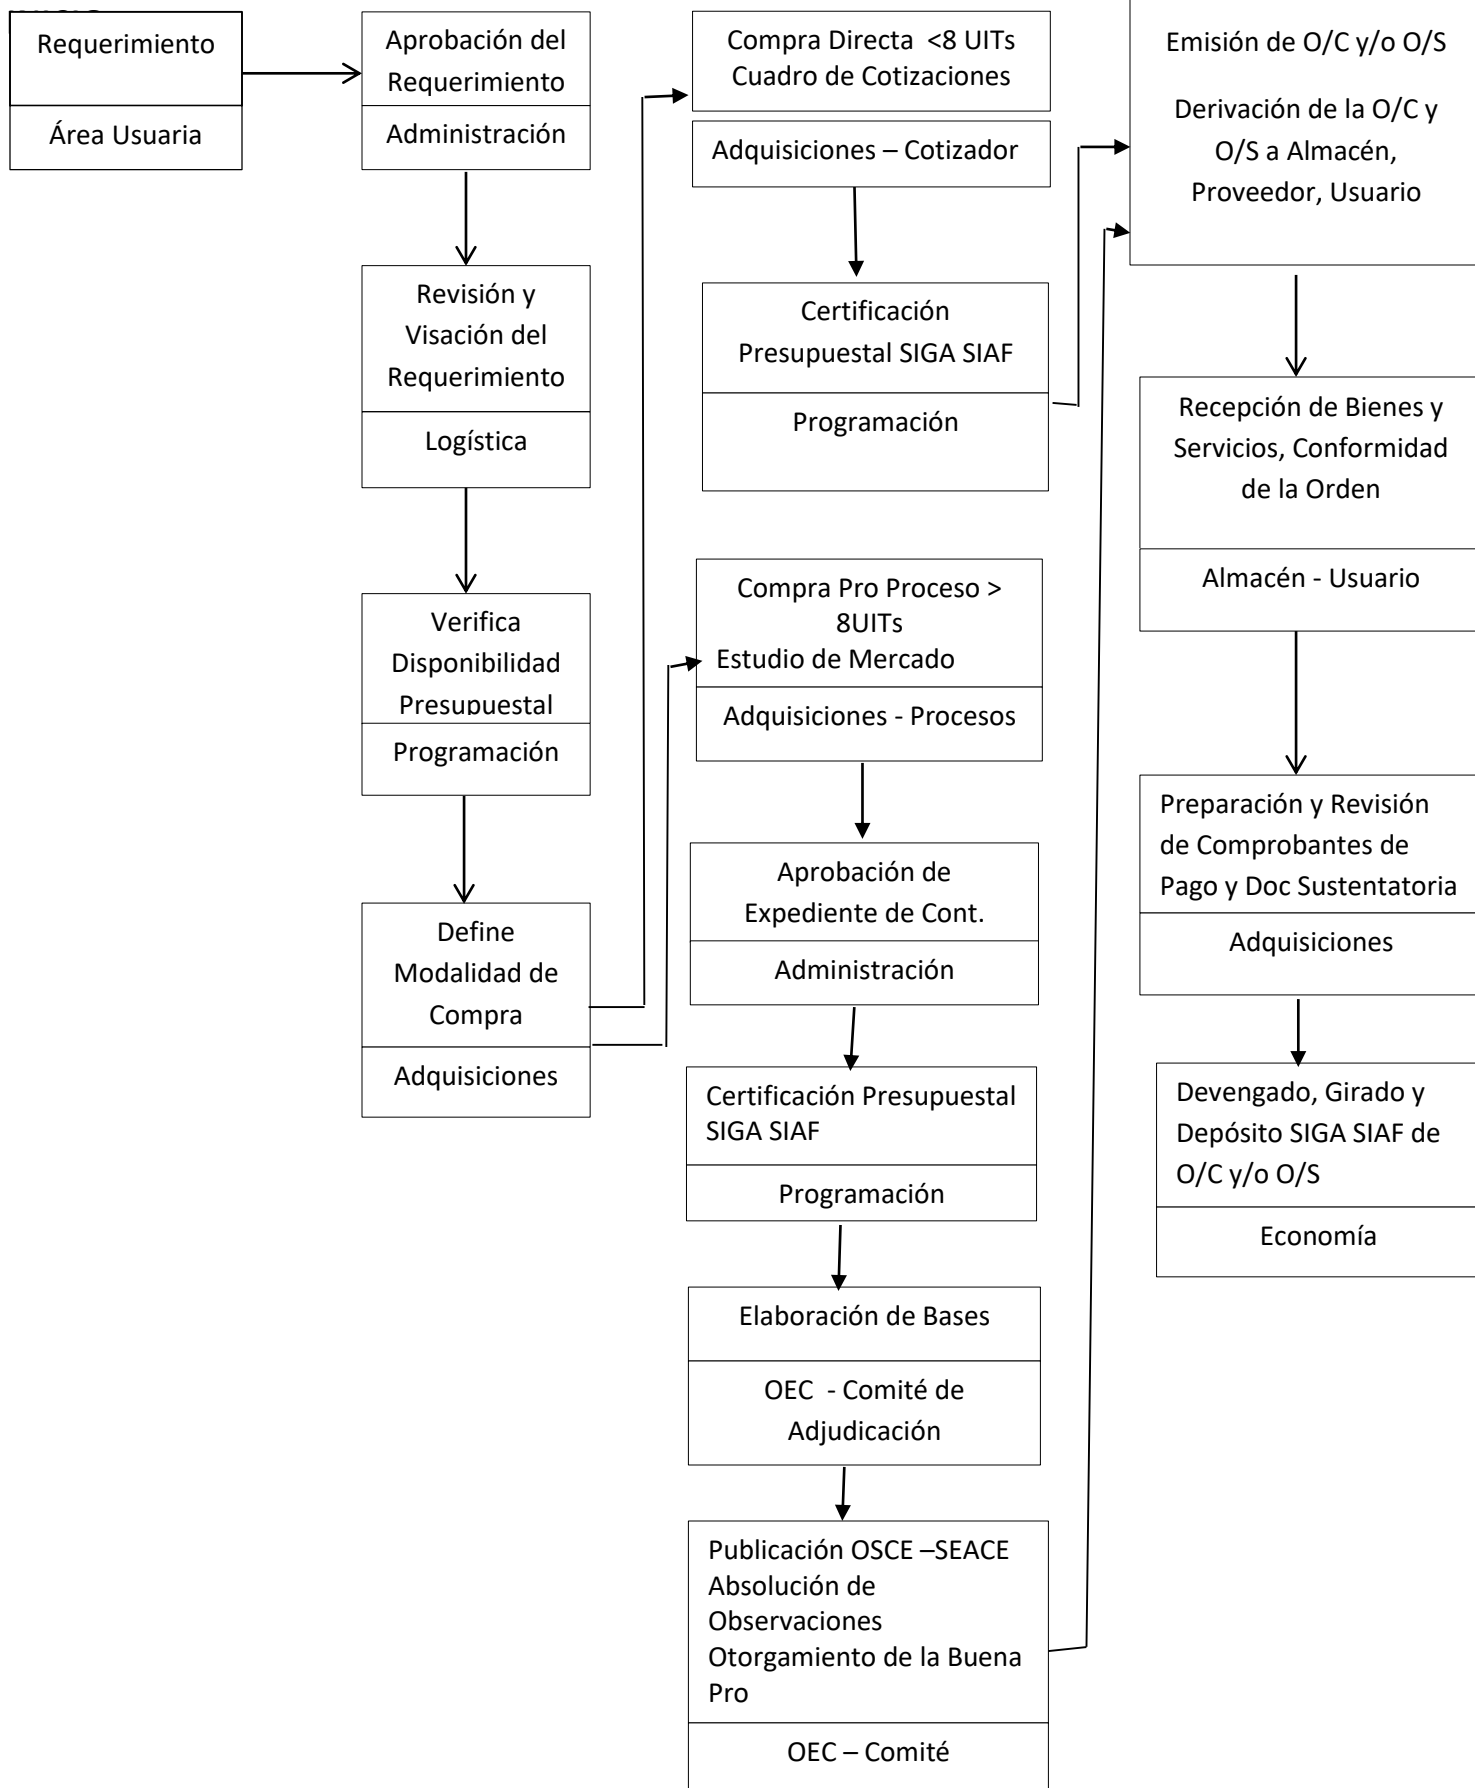 Requerimiento
Área Usuaria
Aprobación del
Requerimiento
Administración
Revisión y
Visación del
Requerimiento
Logística
Verifica
Disponibilidad
Presupuestal
Programación
Define
Modalidad de
Compra
Adquisiciones
Compra Directa <8 UITs
Cuadro de Cotizaciones
Adquisiciones – Cotizador
Certificación
Presupuestal SIGA SIAF
Programación
Compra Pro Proceso >
8UITs
Estudio de Mercado
Adquisiciones - Procesos
Aprobación de
Expediente de Cont.
Administración
Certificación Presupuestal
SIGA SIAF
Programación
Elaboración de Bases
OEC - Comité de
Adjudicación
Publicación OSCE –SEACE
Absolución de
Observaciones
Otorgamiento de la Buena
Pro
OEC – Comité
Emisión de O/C y/o O/S
Derivación de la O/C y
O/S a Almacén,
Proveedor, Usuario
Recepción de Bienes y
Servicios, Conformidad
de la Orden
Almacén - Usuario
Preparación y Revisión
de Comprobantes de
Pago y Doc Sustentatoria
Adquisiciones
Devengado, Girado y
Depósito SIGA SIAF de
O/C y/o O/S
Economía